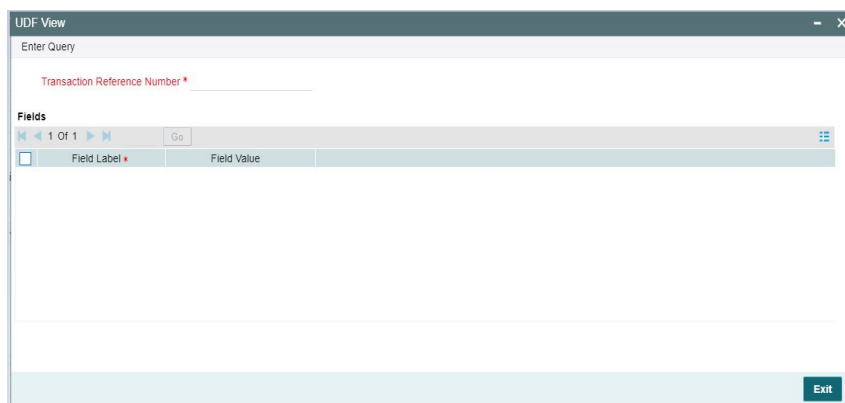 UDF View
Enter Query
Transaction Reference Number *
Fields
1 Of 1 Go
Field Label * Field Value
Exit